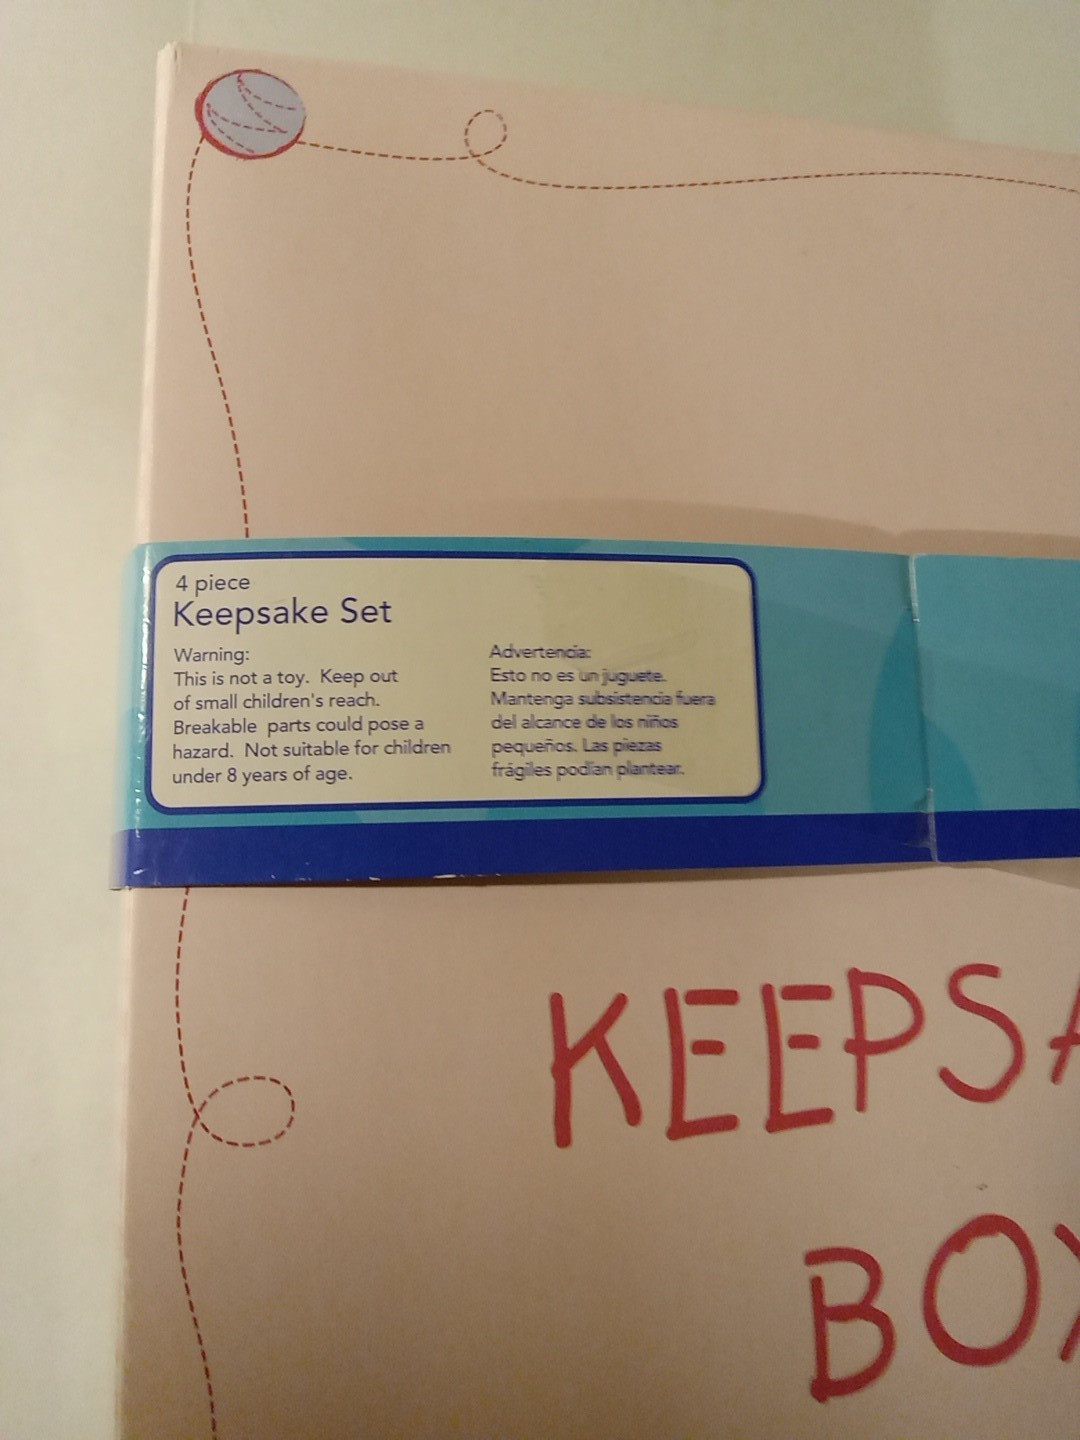 4 piece
Keepsake Set
Warning:
This is not a toy. Keep out
of small children's reach.
Breakable parts could pose a
hazard. Not suitable for children
under 8 years of age.
Advertencia:
Esto no es un juguete.
Mantenga subsistencia fuera
del alcance de los niños
pequeños. Las piezas
frágiles podían plantear.
KEEPSA
BOX